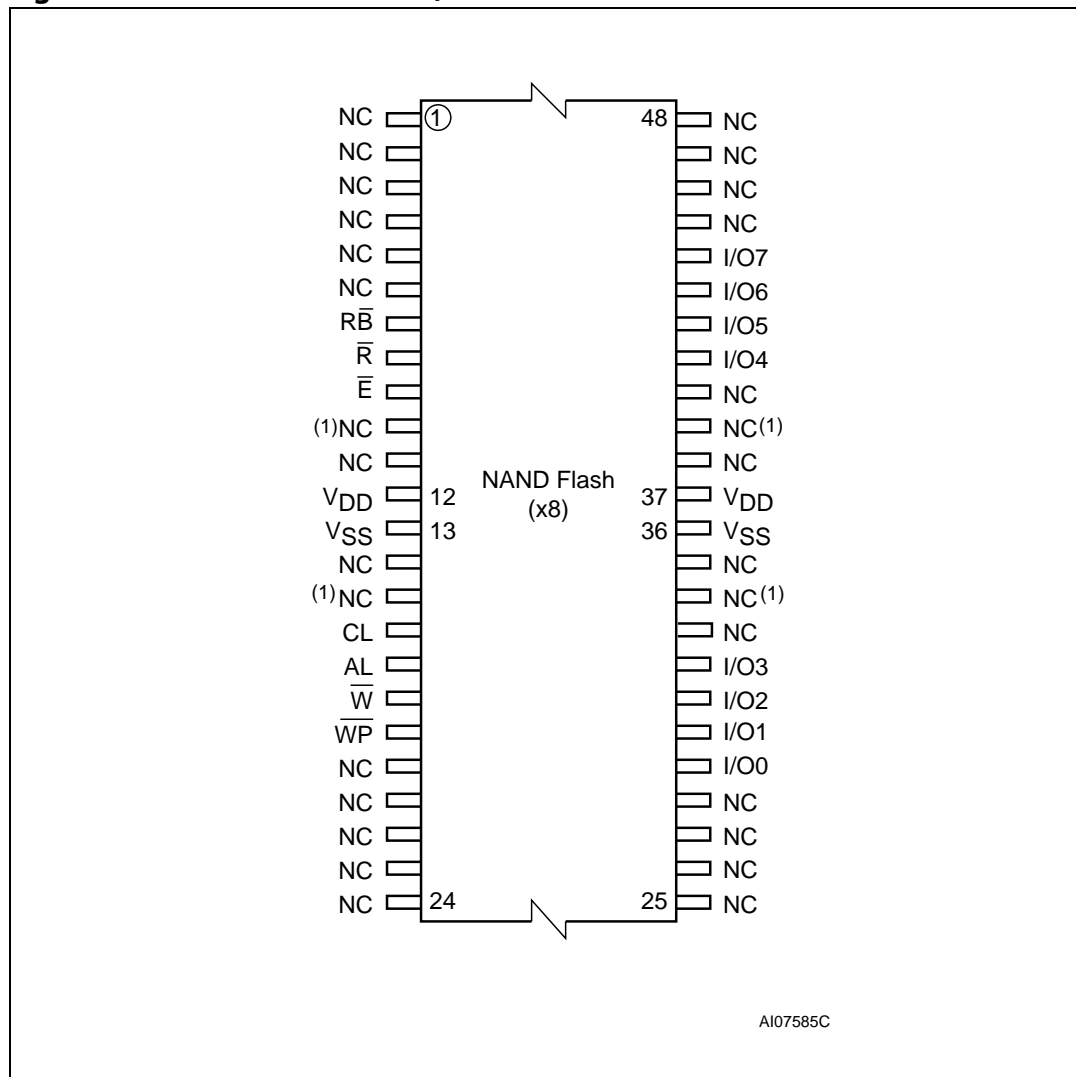 NC 1 48 NC
NC NC
NC NC
NC NC
NC I/O7
NC I/O6
RB̅ I/O5
R̅ I/O4
E̅ NC
(1)NC NC(1)
NC NC
NAND Flash
(x8)
VDD 12 37 VDD
VSS 13 36 VSS
NC NC
(1)NC NC(1)
CL NC
AL I/O3
W̅ I/O2
W̅P̅ I/O1
NC I/O0
NC NC
NC NC
NC NC
NC 24 25 NC
AI07585C